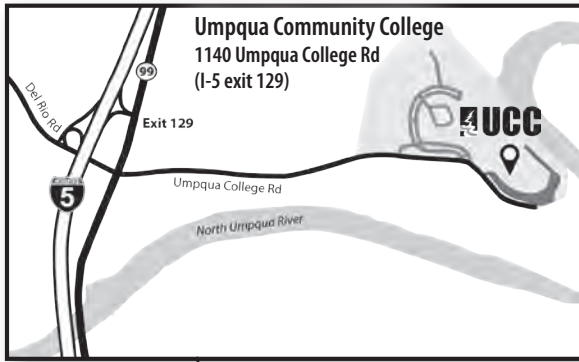 Umpqua Community College
1140 Umpqua College Rd
(I-5 exit 129)
99
Del Rio Rd
Exit 129
UCC
5
Umpqua College Rd
North Umpqua River